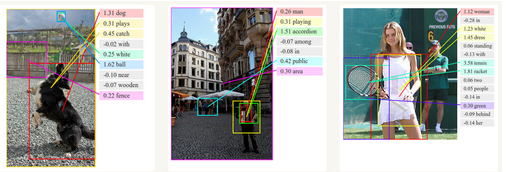 1.31 dog
0.31 plays
0.45 catch
-0.02 with
0.25 white
1.62 ball
-0.10 near
-0.07 wooden
0.22 fence
0.26 man
0.31 playing
1.51 accordion
-0.07 among
-0.08 in
0.42 public
0.30 area
1.12 woman
-0.28 in
1.23 white
1.45 dress
0.06 standing
-0.13 with
3.58 tennis
1.81 racket
0.06 two
0.05 people
-0.14 in
0.30 green
-0.09 behind
-0.14 her